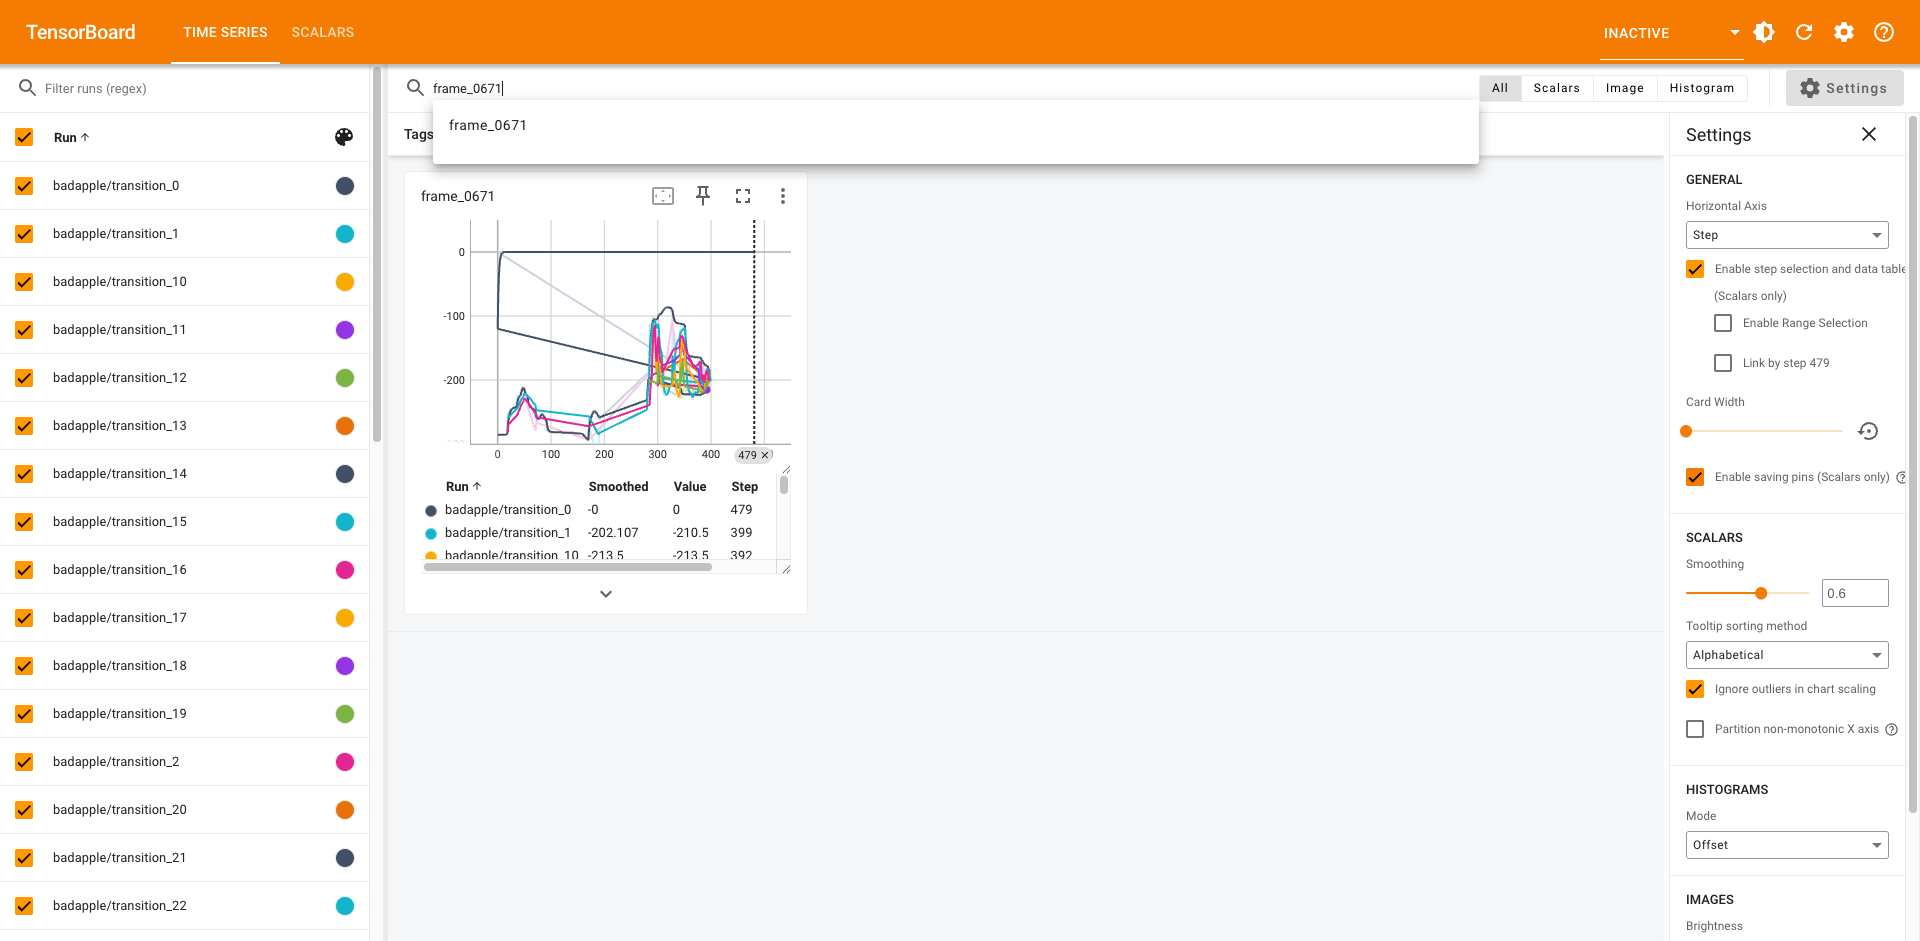 TensorBoard
TIME SERIES
SCALARS
INACTIVE
Filter runs (regex)
frame_0671
All
Scalars
Image
Histogram
Settings
frame_0671
Run
Tags
Settings
badapple/transition_0
badapple/transition_1
badapple/transition_10
badapple/transition_11
badapple/transition_12
badapple/transition_13
badapple/transition_14
badapple/transition_15
badapple/transition_16
badapple/transition_17
badapple/transition_18
badapple/transition_19
badapple/transition_2
badapple/transition_20
badapple/transition_21
badapple/transition_22
frame_0671
0
-100
-200
0 100 200 300 400 479
Run Smoothed Value Step
badapple/transition_0 -0 0 479
badapple/transition_1 -202.107 -210.5 399
badapple/transition_10 -213.5 -213.5 392
GENERAL
Horizontal Axis
Step
Enable step selection and data table
(Scalars only)
Enable Range Selection
Link by step 479
Card Width
Enable saving pins (Scalars only)
SCALARS
Smoothing
0.6
Tooltip sorting method
Alphabetical
Ignore outliers in chart scaling
Partition non-monotonic X axis
HISTOGRAMS
Mode
Offset
IMAGES
Brightness